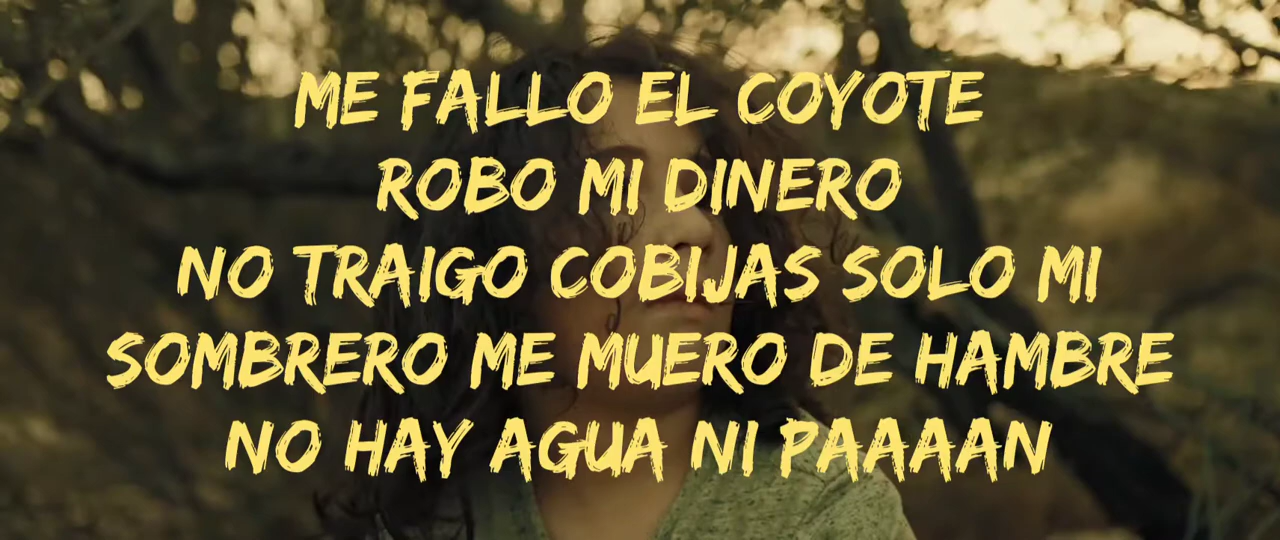 ME FALLO EL COYOTE
ROBO MI DINERO
NO TRAIGO COBIJAS SOLO MI
SOMBRERO ME MUERO DE HAMBRE
NO HAY AGUA NI PAAAAN